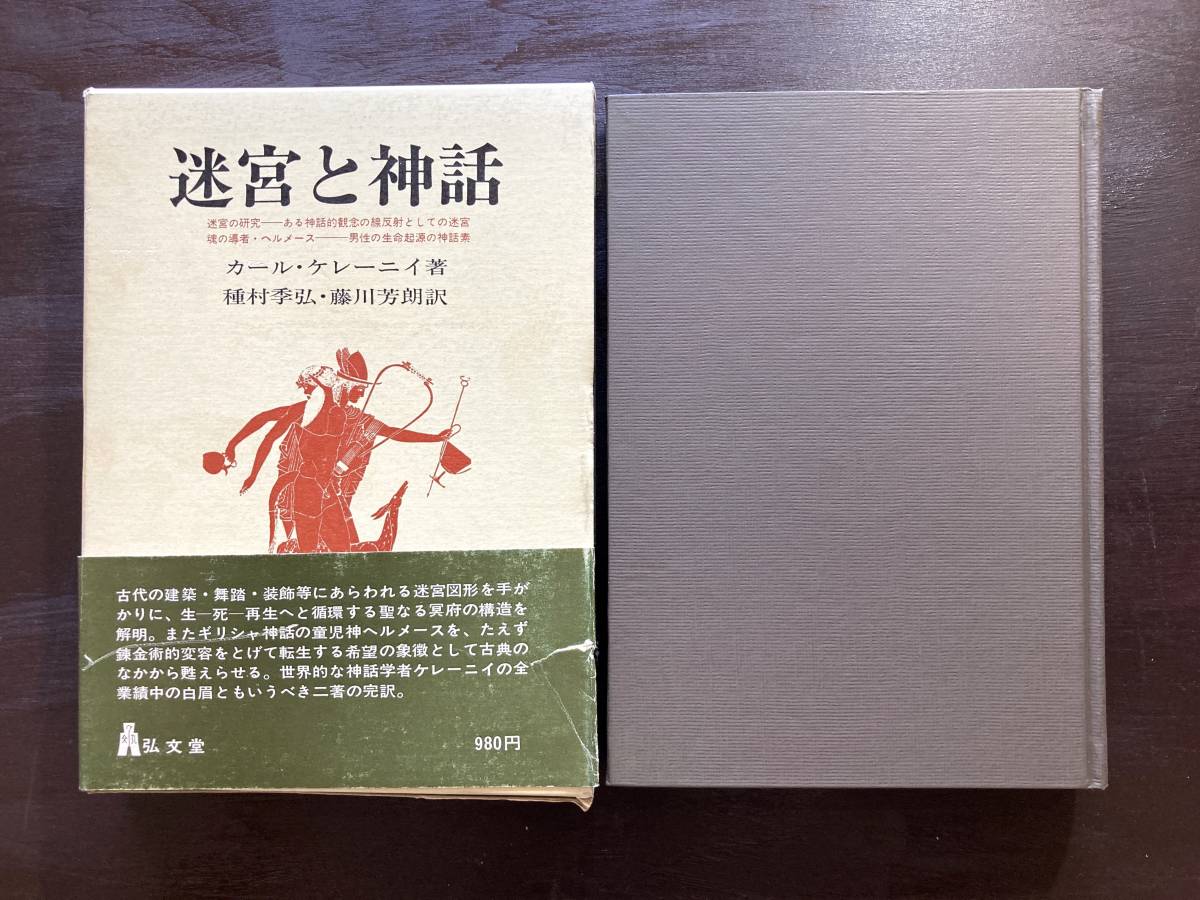 迷宮と神話
迷宮の研究——ある神話的観念の線反射としての迷宮
魂の導者・ヘルメース——男性の生命起源の神話素
カール・ケレーニイ著
種村季弘・藤川芳朗訳
古代の建築・舞踏・装飾等にあらわれる迷宮図形を手が
かりに、生—死—再生へと循環する聖なる冥府の構造を
解明。またギリシャ神話の童児神ヘルメースを、たえず
錬金術的変容をとげて転生する希望の象徴として古典の
なかから甦えらせる。世界的な神話学者ケレーニイの全
業績中の白眉ともいうべき二著の完訳。
弘文堂
980円